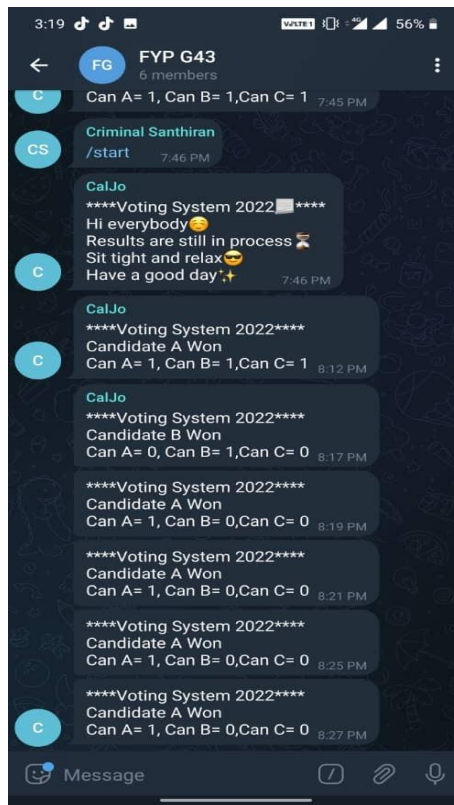 3:19 VoLTE1 4G 56%
FG FYP G43
6 members
C Can A= 1, Can B= 1,Can C= 1 7:45 PM
Criminal Santhiran
CS /start 7:46 PM
CalJo
****Voting System 2022📃****
Hi everybody☺️
Results are still in process⏳
Sit tight and relax😎
C Have a good day✨ 7:46 PM
CalJo
****Voting System 2022****
Candidate A Won
C Can A= 1, Can B= 1,Can C= 1 8:12 PM
CalJo
****Voting System 2022****
Candidate B Won
Can A= 0, Can B= 1,Can C= 0 8:17 PM
****Voting System 2022****
Candidate A Won
Can A= 1, Can B= 0,Can C= 0 8:19 PM
****Voting System 2022****
Candidate A Won
Can A= 1, Can B= 0,Can C= 0 8:21 PM
****Voting System 2022****
Candidate A Won
Can A= 1, Can B= 0,Can C= 0 8:25 PM
****Voting System 2022****
Candidate A Won
C Can A= 1, Can B= 0,Can C= 0 8:27 PM
Message